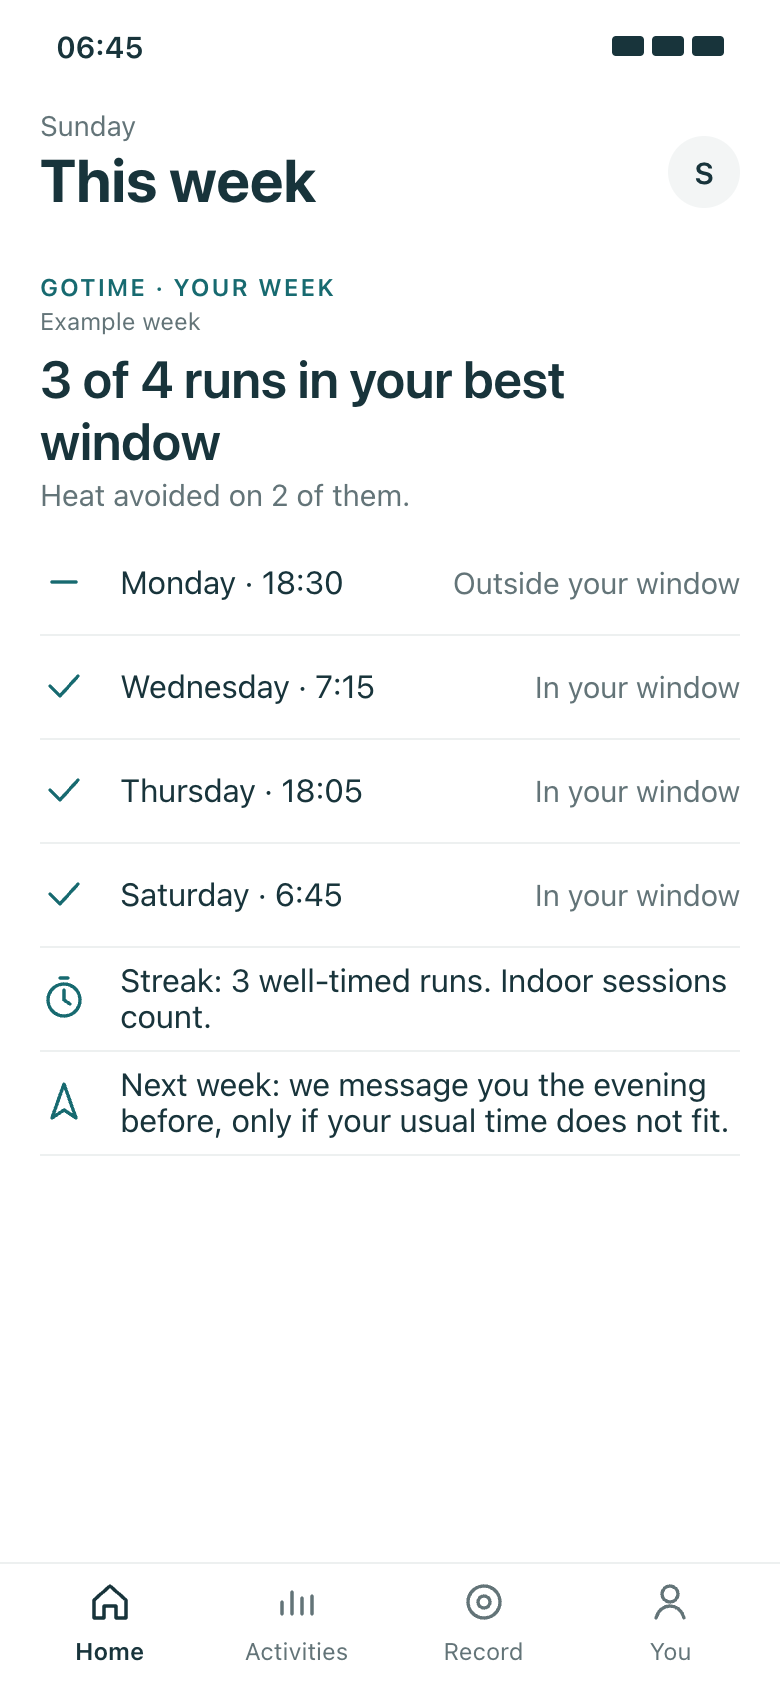 06:45
Sunday
This week
S
GOTIME · YOUR WEEK
Example week
3 of 4 runs in your best
window
Heat avoided on 2 of them.
Monday · 18:30 Outside your window
Wednesday · 7:15 In your window
Thursday · 18:05 In your window
Saturday · 6:45 In your window
Streak: 3 well-timed runs. Indoor sessions
count.
Next week: we message you the evening
before, only if your usual time does not fit.
Home Activities Record You